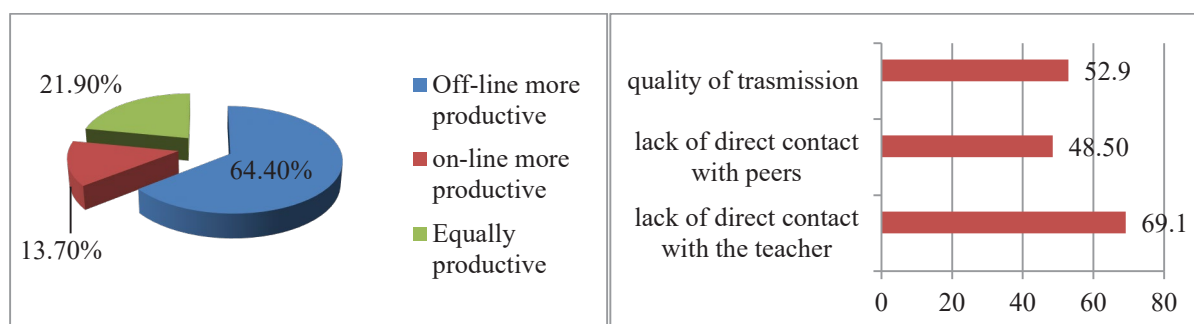 21.90%
64.40%
13.70%
Off-line more
productive
on-line more
productive
Equally
productive
quality of trasmission
52.9
lack of direct contact
with peers
48.50
lack of direct contact
with the teacher
69.1
0 20 40 60 80